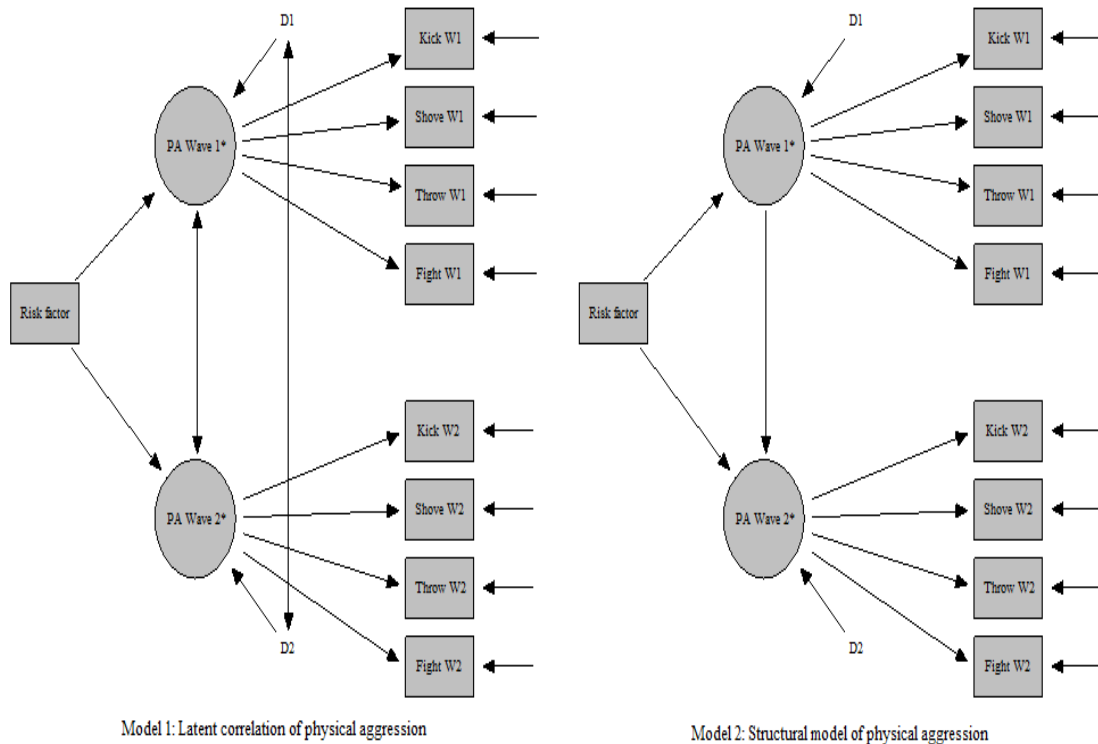 D1
Kick W1
Shove W1
PA Wave 1*
Throw W1
Fight W1
Risk factor
Kick W2
Shove W2
PA Wave 2*
Throw W2
D2
Fight W2
Model 1: Latent correlation of physical aggression
D1
Kick W1
Shove W1
PA Wave 1*
Throw W1
Fight W1
Risk factor
Kick W2
Shove W2
PA Wave 2*
Throw W2
D2
Fight W2
Model 2: Structural model of physical aggression